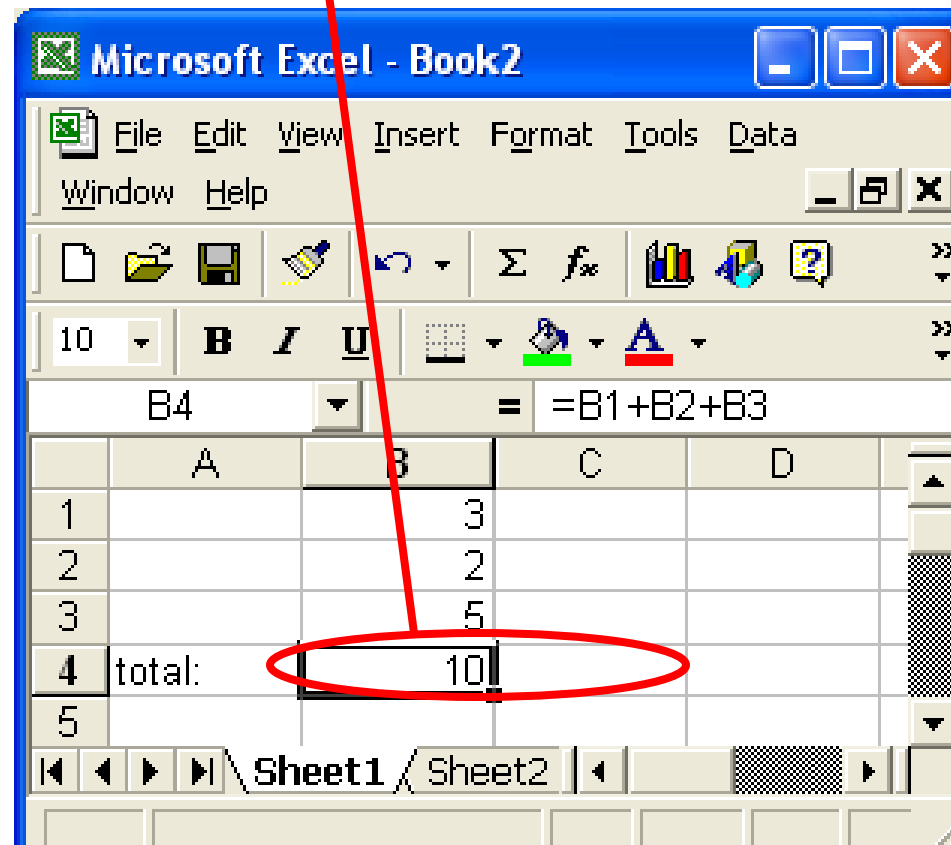 Microsoft Excel - Book2
File Edit View Insert Format Tools Data
Window Help
10 B I U A
B4 = =B1+B2+B3
A B C D
1 3
2 2
3 5
4 total: 10
5
Sheet1 Sheet2